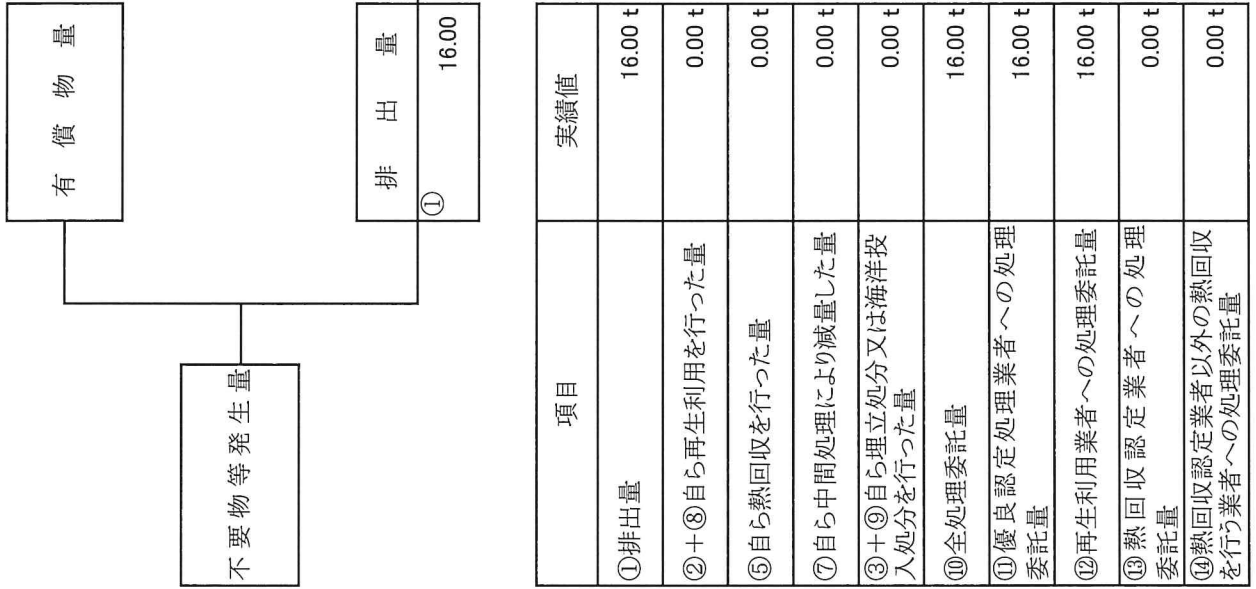 有償物量
不要物等発生量
排出量
① 16.00
項目 実績値
①排出量 16.00 t
②+⑧自ら再生利用を行った量 0.00 t
⑤自ら熱回収を行った量 0.00 t
⑦自ら中間処理により減量した量 0.00 t
③+⑨自ら埋立処分又は海洋投
入処分を行った量 0.00 t
⑩全処理委託量 16.00 t
⑪優良認定処理業者への処理
委託量 16.00 t
⑫再生利用業者への処理委託量 16.00 t
⑬熱回収認定業者への処理
委託量 0.00 t
⑭熱回収認定業者以外の熱回収
を行う業者への処理委託量 0.00 t